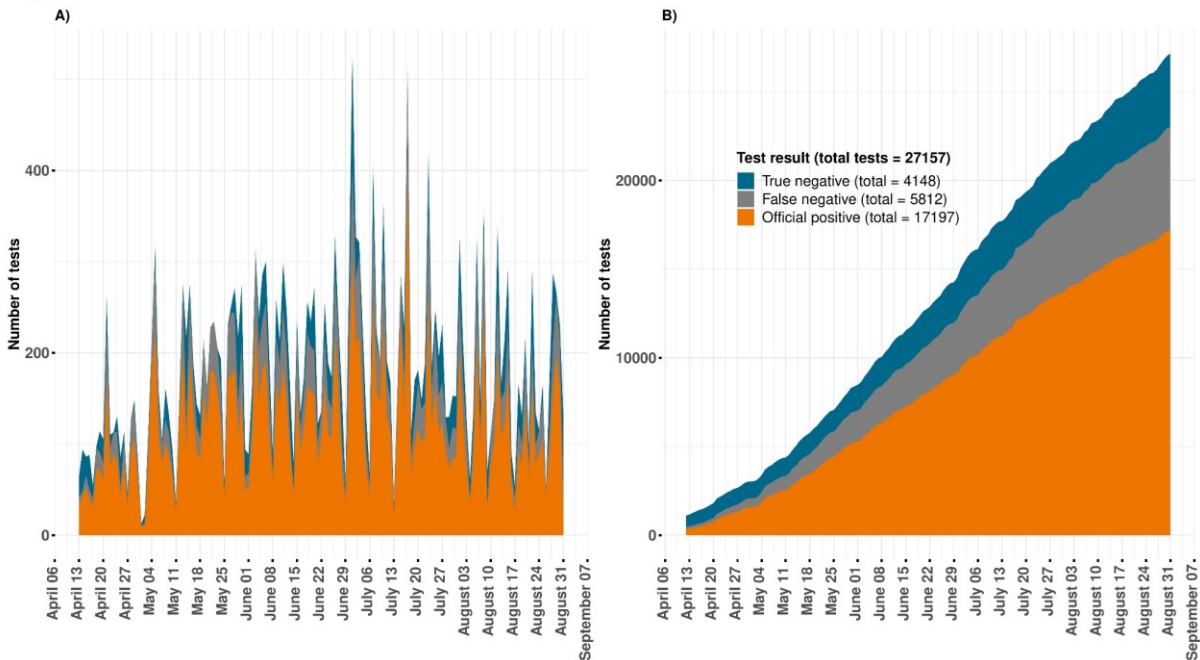 A)
Number of tests
400
200
0
April 06
April 13
April 20
April 27
May 04
May 11
May 18
May 25
June 01
June 08
June 15
June 22
June 29
July 06
July 13
July 20
July 27
August 03
August 10
August 17
August 24
August 31
September 07
B)
Number of tests
20000
10000
0
Test result (total tests = 27157)
True negative (total = 4148)
False negative (total = 5812)
Official positive (total = 17197)
April 06
April 13
April 20
April 27
May 04
May 11
May 18
May 25
June 01
June 08
June 15
June 22
June 29
July 06
July 13
July 20
July 27
August 03
August 10
August 17
August 24
August 31
September 07